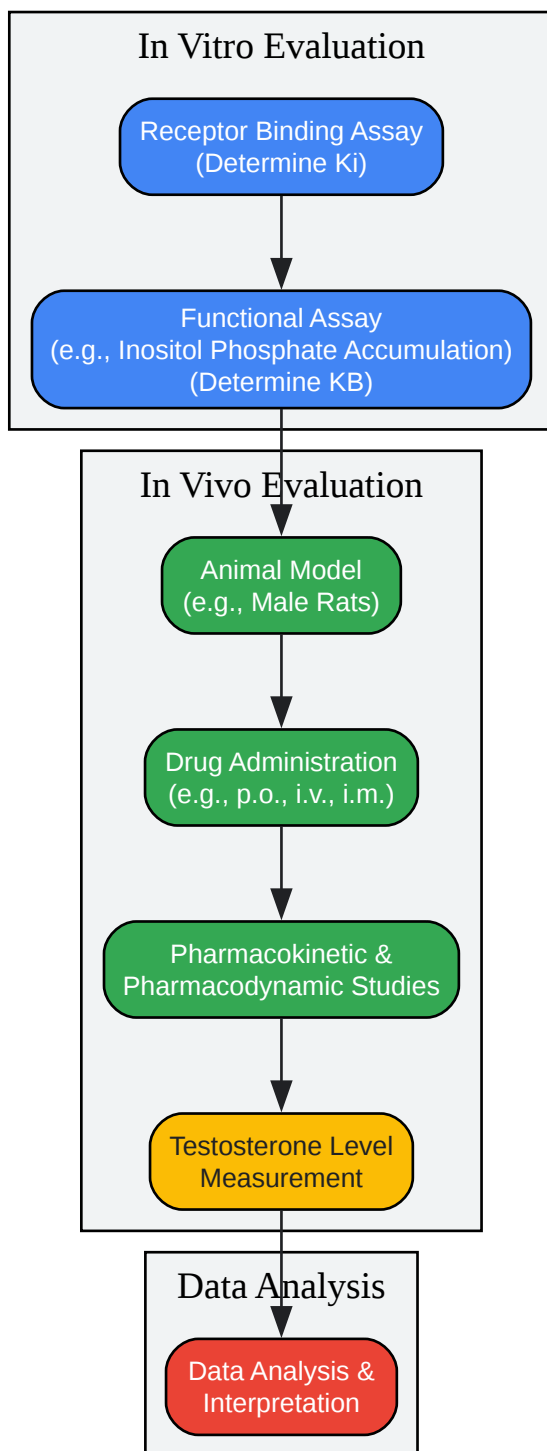 In Vitro Evaluation
Receptor Binding Assay
(Determine Ki)
Functional Assay
(e.g., Inositol Phosphate Accumulation)
(Determine KB)
In Vivo Evaluation
Animal Model
(e.g., Male Rats)
Drug Administration
(e.g., p.o., i.v., i.m.)
Pharmacokinetic &
Pharmacodynamic Studies
Testosterone Level
Measurement
Data Analysis
Data Analysis &
Interpretation